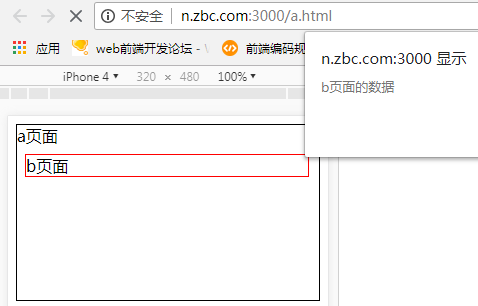 不安全 n.zbc.com:3000/a.html
应用 web前端开发论坛 - 前端编码规
n.zbc.com:3000 显示
b页面的数据
iPhone 4 ▼ 320 × 480 100% ▼
a页面
b页面